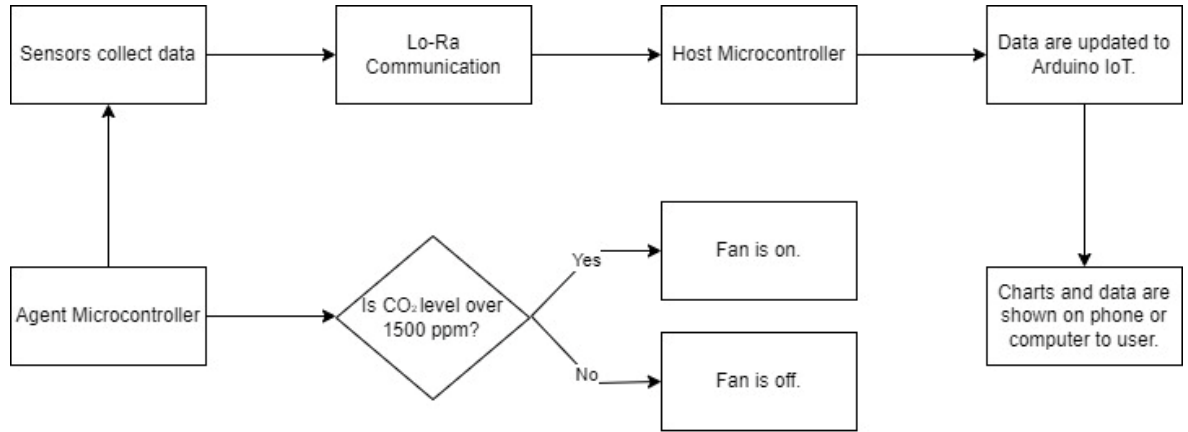 Sensors collect data
Lo-Ra
Communication
Host Microcontroller
Data are updated to
Arduino IoT.
Agent Microcontroller
Is CO₂ level over
1500 ppm?
Yes
No
Fan is on.
Fan is off.
Charts and data are
shown on phone or
computer to user.